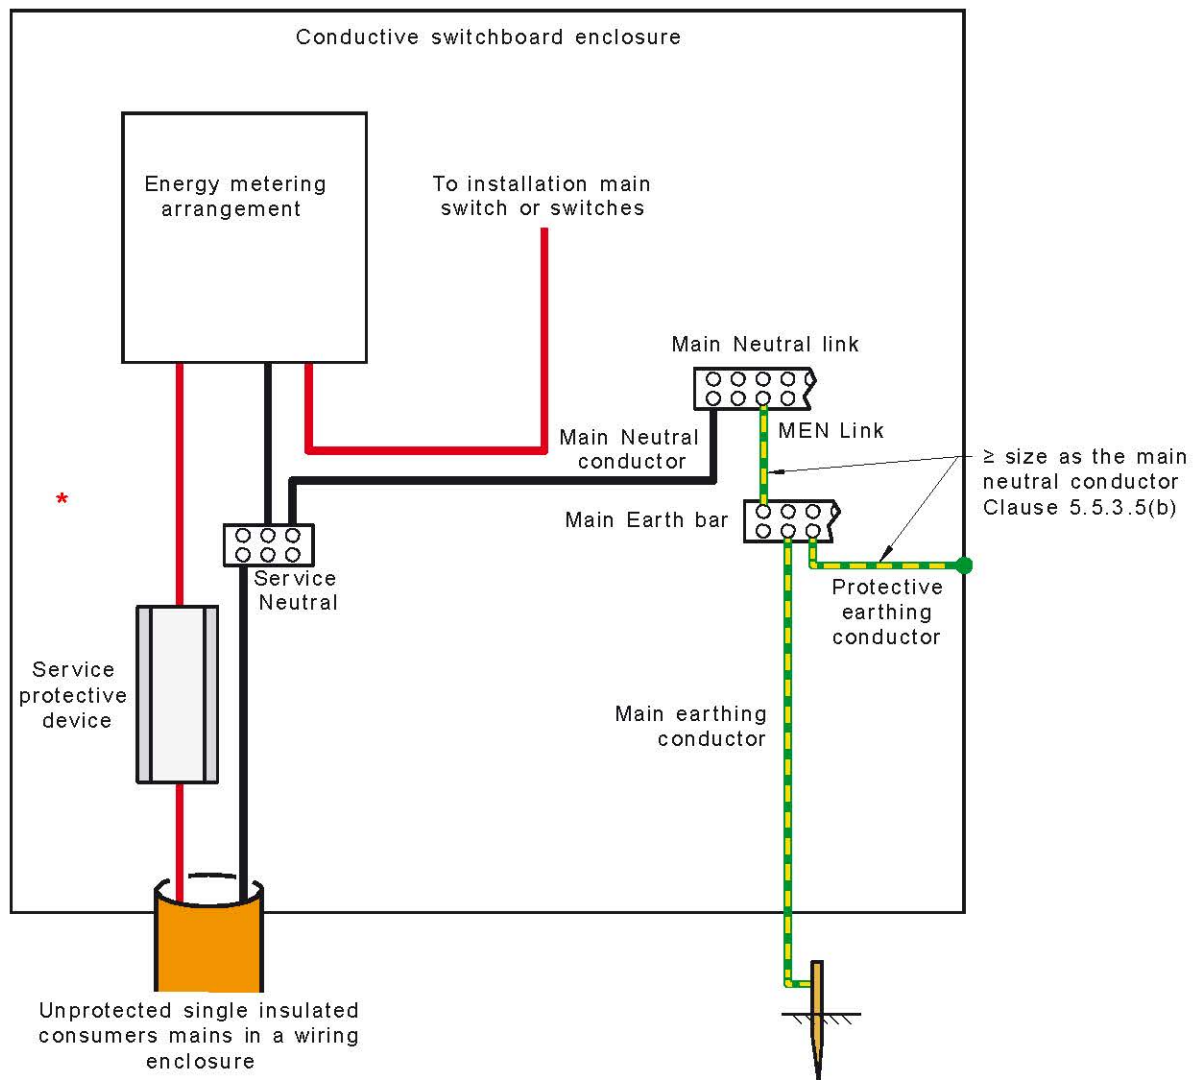 Conductive switchboard enclosure
Energy metering
arrangement
To installation main
switch or switches
Main Neutral link
MEN Link
Main Neutral
conductor
≥ size as the main
neutral conductor
Clause 5.5.3.5(b)
*
Main Earth bar
Service
Neutral
Protective
earthing
conductor
Service
protective
device
Main earthing
conductor
Unprotected single insulated
consumers mains in a wiring
enclosure